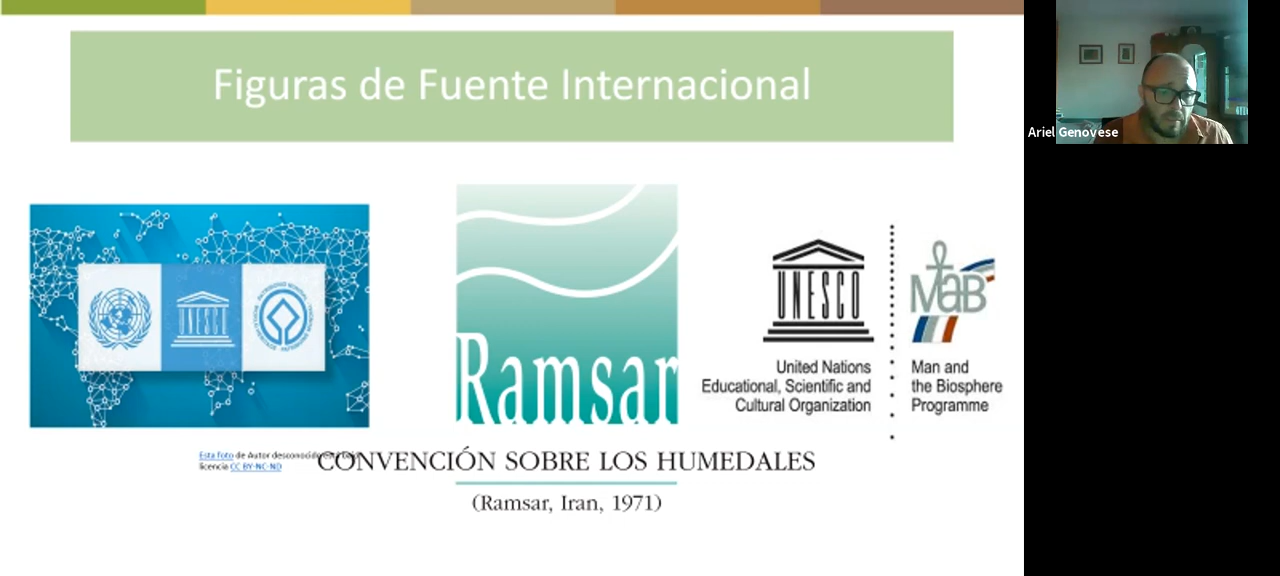 Figuras de Fuente Internacional
Ariel Genovese
UNESCO
Ramsar
UNESCO
MaB
United Nations
Educational, Scientific and
Cultural Organization
Man and
the Biosphere
Programme
Esta foto de Autor desconocido
licencia CC BY-NC-ND
CONVENCIÓN SOBRE LOS HUMEDALES
(Ramsar, Iran, 1971)